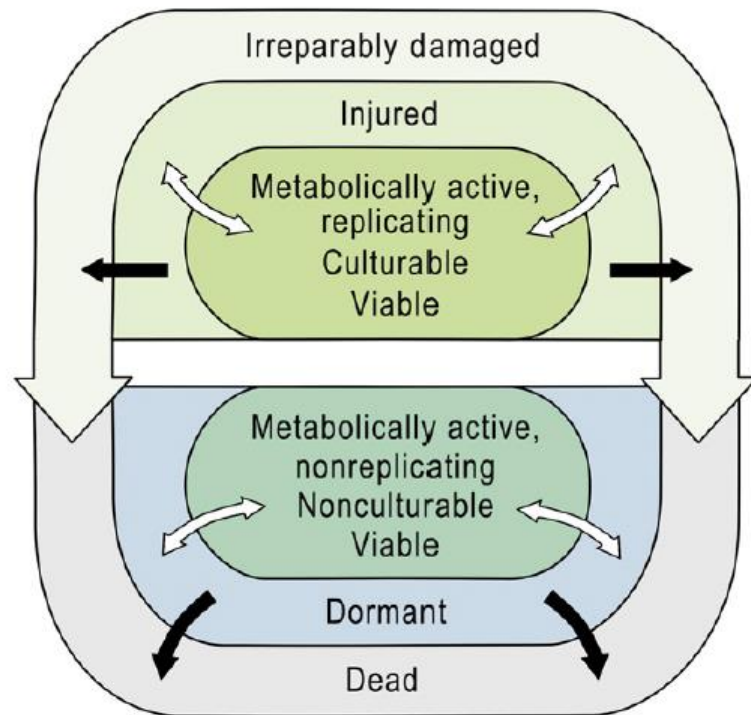 Irreparably damaged
Injured
Metabolically active,
replicating
Culturable
Viable
Metabolically active,
nonreplicating
Nonculturable
Viable
Dormant
Dead